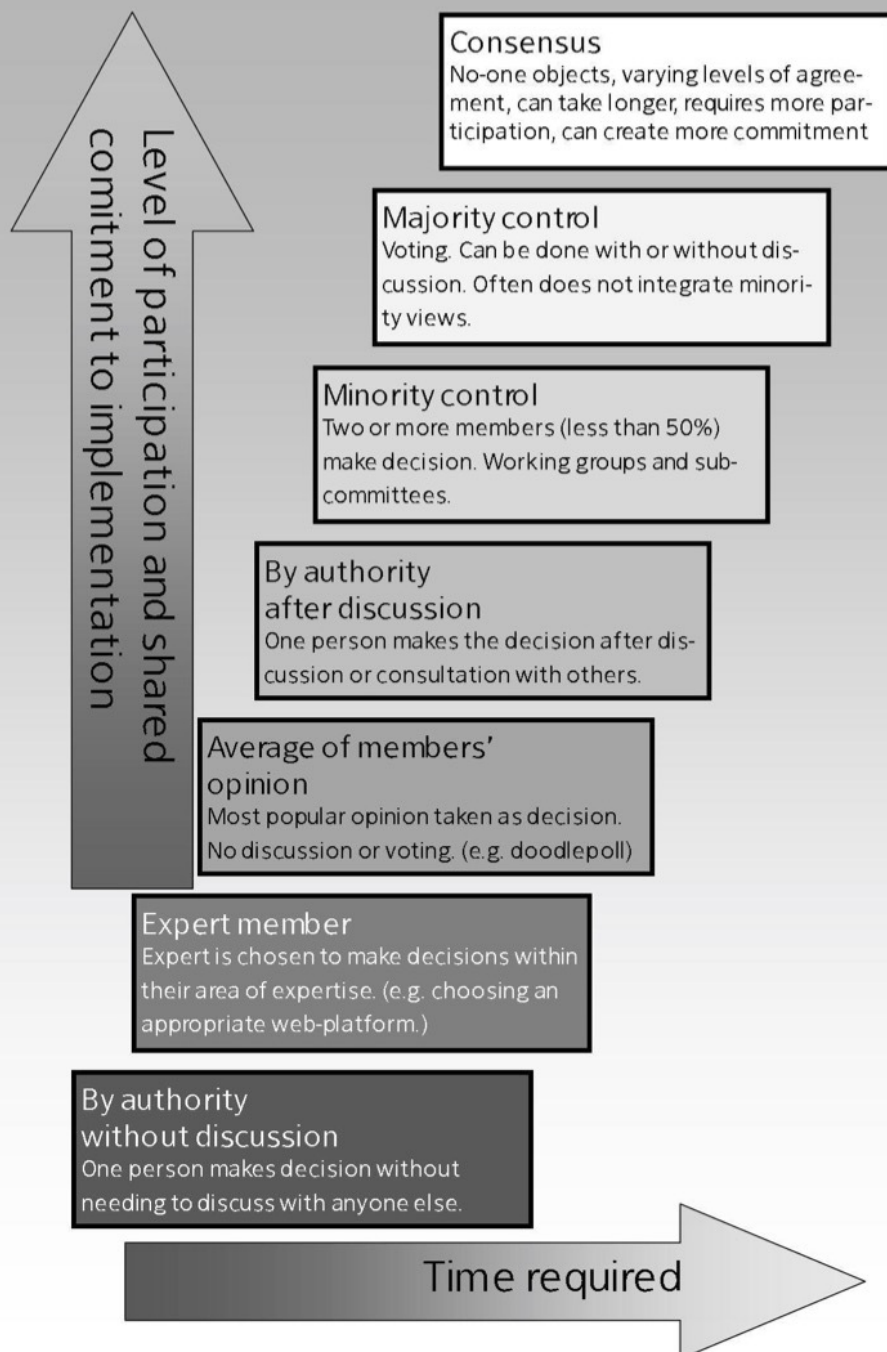 Consensus
No-one objects, varying levels of agree-
ment, can take longer, requires more par-
ticipation, can create more commitment
Level of participation and shared
comitment to implementation
Majority control
Voting. Can be done with or without dis-
cussion. Often does not integrate minori-
ty views.
Minority control
Two or more members (less than 50%)
make decision. Working groups and sub-
committees.
By authority
after discussion
One person makes the decision after dis-
cussion or consultation with others.
Average of members’
opinion
Most popular opinion taken as decision.
No discussion or voting. (e.g. doodlepoll)
Expert member
Expert is chosen to make decisions within
their area of expertise. (e.g. choosing an
appropriate web-platform.)
By authority
without discussion
One person makes decision without
needing to discuss with anyone else.
Time required